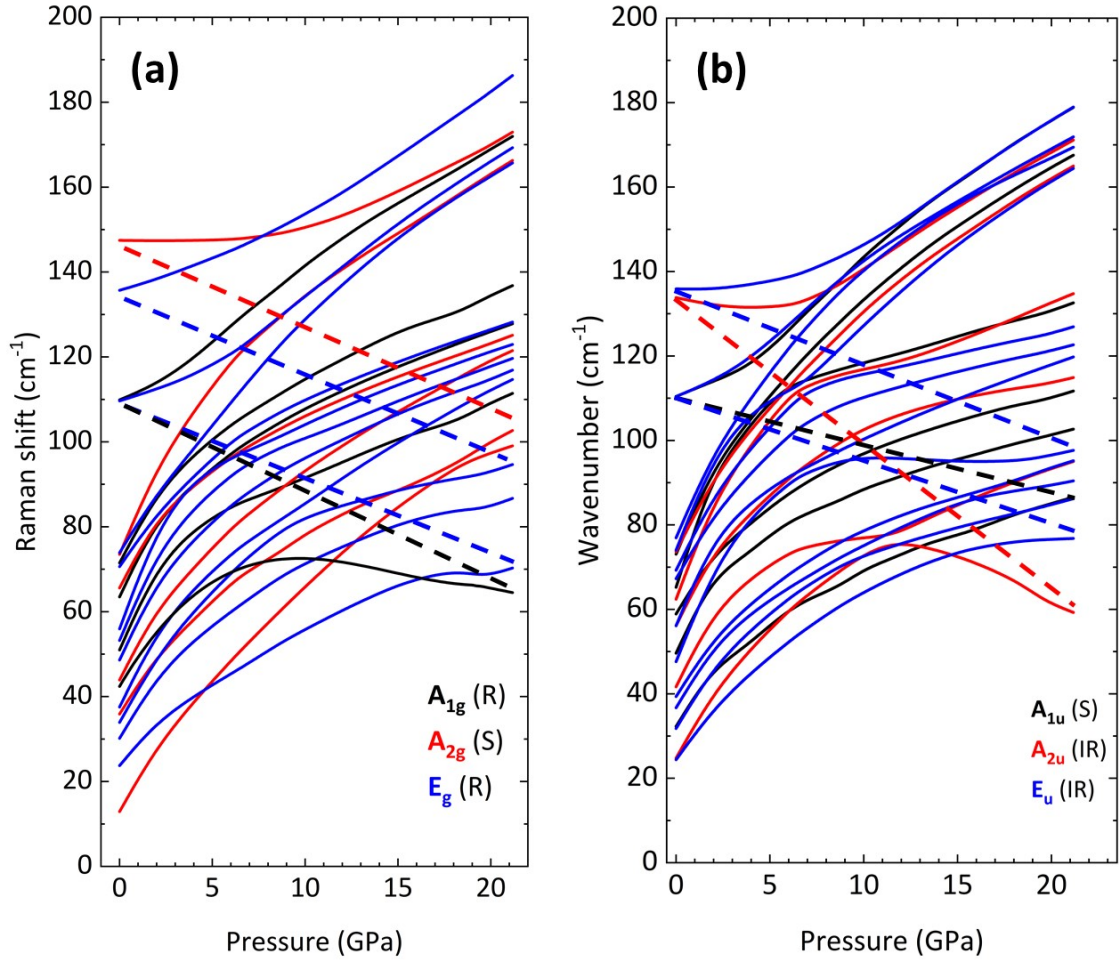 (a)
200
180
160
140
120
100
80
60
40
20
0
Raman shift (cm⁻¹)
A₁g (R)
A₂g (S)
Eg (R)
0 5 10 15 20
Pressure (GPa)
(b)
200
180
160
140
120
100
80
60
40
20
0
Wavenumber (cm⁻¹)
A₁u (S)
A₂u (IR)
Eu (IR)
0 5 10 15 20
Pressure (GPa)